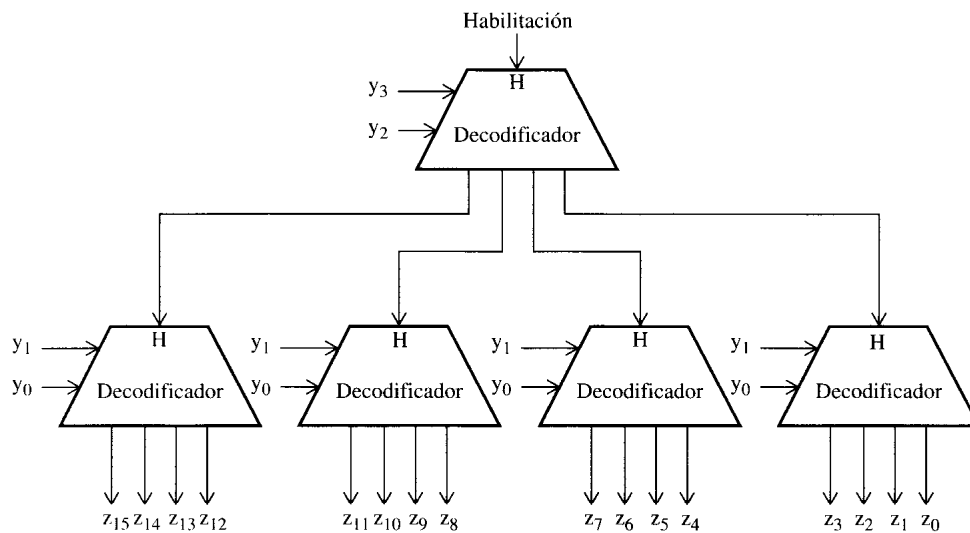 Habilitación
H
y3
y2
Decodificador
H H H H
y1 y1 y1 y1
y0 Decodificador y0 Decodificador y0 Decodificador y0 Decodificador
z15 z14 z13 z12 z11 z10 z9 z8 z7 z6 z5 z4 z3 z2 z1 z0